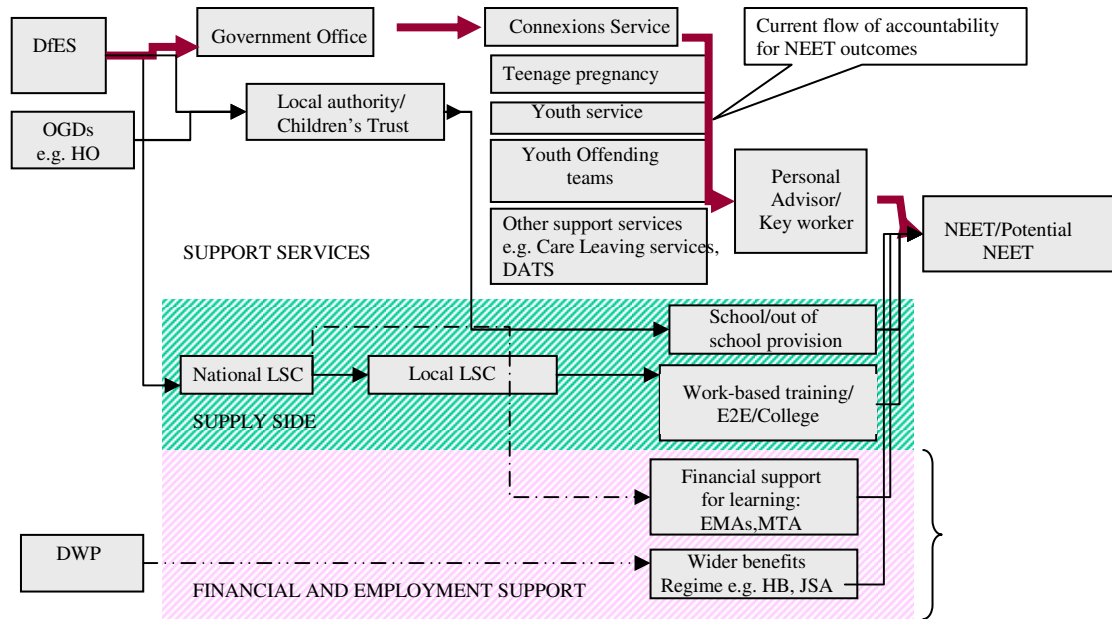 DfES
Government Office
Connexions Service
Current flow of accountability
for NEET outcomes
Teenage pregnancy
OGDs
e.g. HO
Local authority/
Children’s Trust
Youth service
Youth Offending
teams
Personal
Advisor/
Key worker
Other support services
e.g. Care Leaving services,
DATS
NEET/Potential
NEET
SUPPORT SERVICES
School/out of
school provision
National LSC
Local LSC
Work-based training/
E2E/College
SUPPLY SIDE
Financial support
for learning:
EMAs,MTA
DWP
Wider benefits
Regime e.g. HB, JSA
FINANCIAL AND EMPLOYMENT SUPPORT